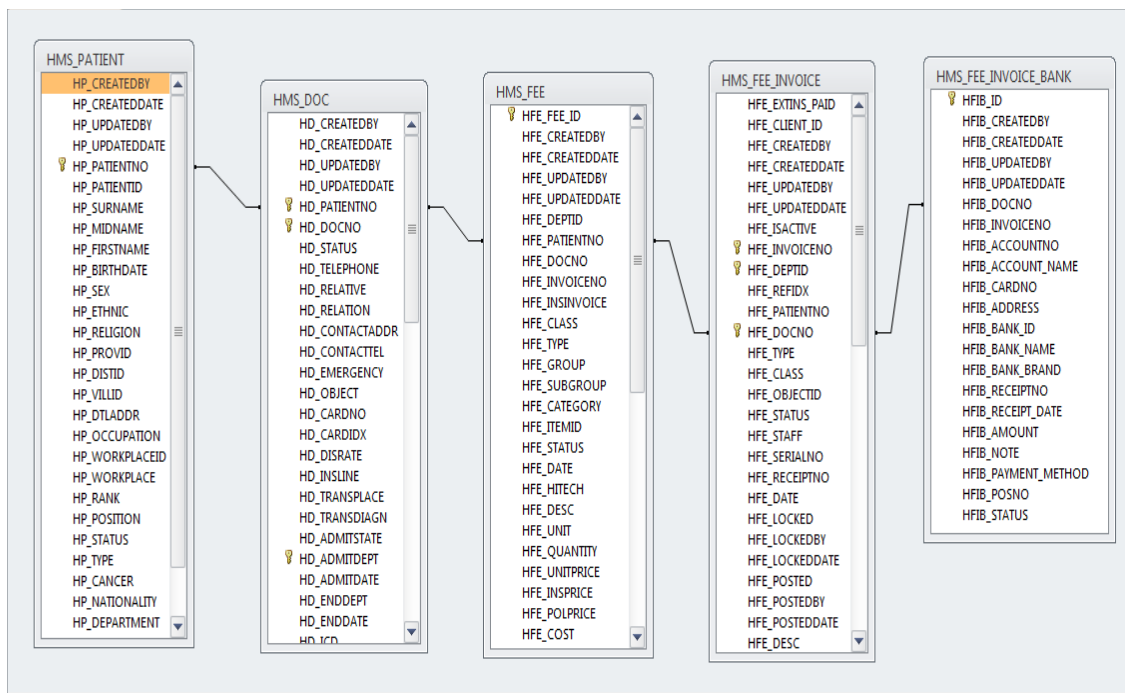 HMS_PATIENT
HP_CREATEDBY
HP_CREATEDDATE
HP_UPDATEDBY
HP_UPDATEDDATE
HP_PATIENTNO
HP_PATIENTID
HP_SURNAME
HP_MIDNAME
HP_FIRSTNAME
HP_BIRTHDATE
HP_SEX
HP_ETHNIC
HP_RELIGION
HP_PROVID
HP_DISTID
HP_VILLID
HP_DTLADDR
HP_OCCUPATION
HP_WORKPLACEID
HP_WORKPLACE
HP_RANK
HP_POSITION
HP_STATUS
HP_TYPE
HP_CANCER
HP_NATIONALITY
HP_DEPARTMENT
HMS_DOC
HD_CREATEDBY
HD_CREATEDDATE
HD_UPDATEDBY
HD_UPDATEDDATE
HD_PATIENTNO
HD_DOCNO
HD_STATUS
HD_TELEPHONE
HD_RELATIVE
HD_RELATION
HD_CONTACTADDR
HD_CONTACTTEL
HD_EMERGENCY
HD_OBJECT
HD_CARDNO
HD_CARDIDX
HD_DISRATE
HD_INSLINE
HD_TRANSPLACE
HD_TRANSDIAGN
HD_ADMITSTATE
HD_ADMITDEPT
HD_ADMITDATE
HD_ENDDEPT
HD_ENDDATE
HD_ICD
HMS_FEE
HFE_FEE_ID
HFE_CREATEDBY
HFE_CREATEDDATE
HFE_UPDATEDBY
HFE_UPDATEDDATE
HFE_DEPTID
HFE_PATIENTNO
HFE_DOCNO
HFE_INVOICENO
HFE_INSINVOICE
HFE_CLASS
HFE_TYPE
HFE_GROUP
HFE_SUBGROUP
HFE_CATEGORY
HFE_ITEMID
HFE_STATUS
HFE_DATE
HFE_HITECH
HFE_DESC
HFE_UNIT
HFE_QUANTITY
HFE_UNITPRICE
HFE_INSPRICE
HFE_POLPRICE
HFE_COST
HMS_FEE_INVOICE
HFE_EXTINS_PAID
HFE_CLIENT_ID
HFE_CREATEDBY
HFE_CREATEDDATE
HFE_UPDATEDBY
HFE_UPDATEDDATE
HFE_ISACTIVE
HFE_INVOICENO
HFE_DEPTID
HFE_REFIDX
HFE_PATIENTNO
HFE_DOCNO
HFE_TYPE
HFE_CLASS
HFE_OBJECTID
HFE_STATUS
HFE_STAFF
HFE_SERIALNO
HFE_RECEIPTNO
HFE_DATE
HFE_LOCKED
HFE_LOCKEDBY
HFE_LOCKEDDATE
HFE_POSTED
HFE_POSTEDBY
HFE_POSTEDDATE
HFE_DESC
HMS_FEE_INVOICE_BANK
HFIB_ID
HFIB_CREATEDBY
HFIB_CREATEDDATE
HFIB_UPDATEDBY
HFIB_UPDATEDDATE
HFIB_DOCNO
HFIB_INVOICENO
HFIB_ACCOUNTNO
HFIB_ACCOUNT_NAME
HFIB_CARDNO
HFIB_ADDRESS
HFIB_BANK_ID
HFIB_BANK_NAME
HFIB_BANK_BRAND
HFIB_RECEIPTNO
HFIB_RECEIPT_DATE
HFIB_AMOUNT
HFIB_NOTE
HFIB_PAYMENT_METHOD
HFIB_POSNO
HFIB_STATUS